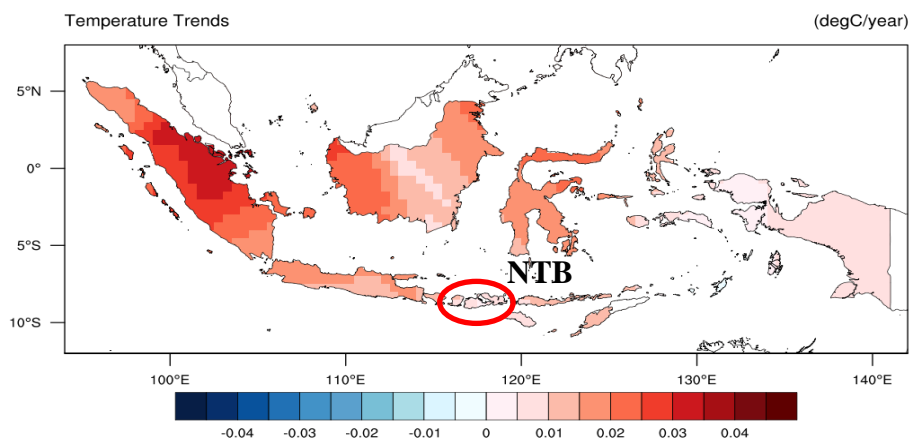 Temperature Trends (degC/year)
5°N
0°
5°S
NTB
10°S
100°E 110°E 120°E 130°E 140°E
-0.04 -0.03 -0.02 -0.01 0 0.01 0.02 0.03 0.04